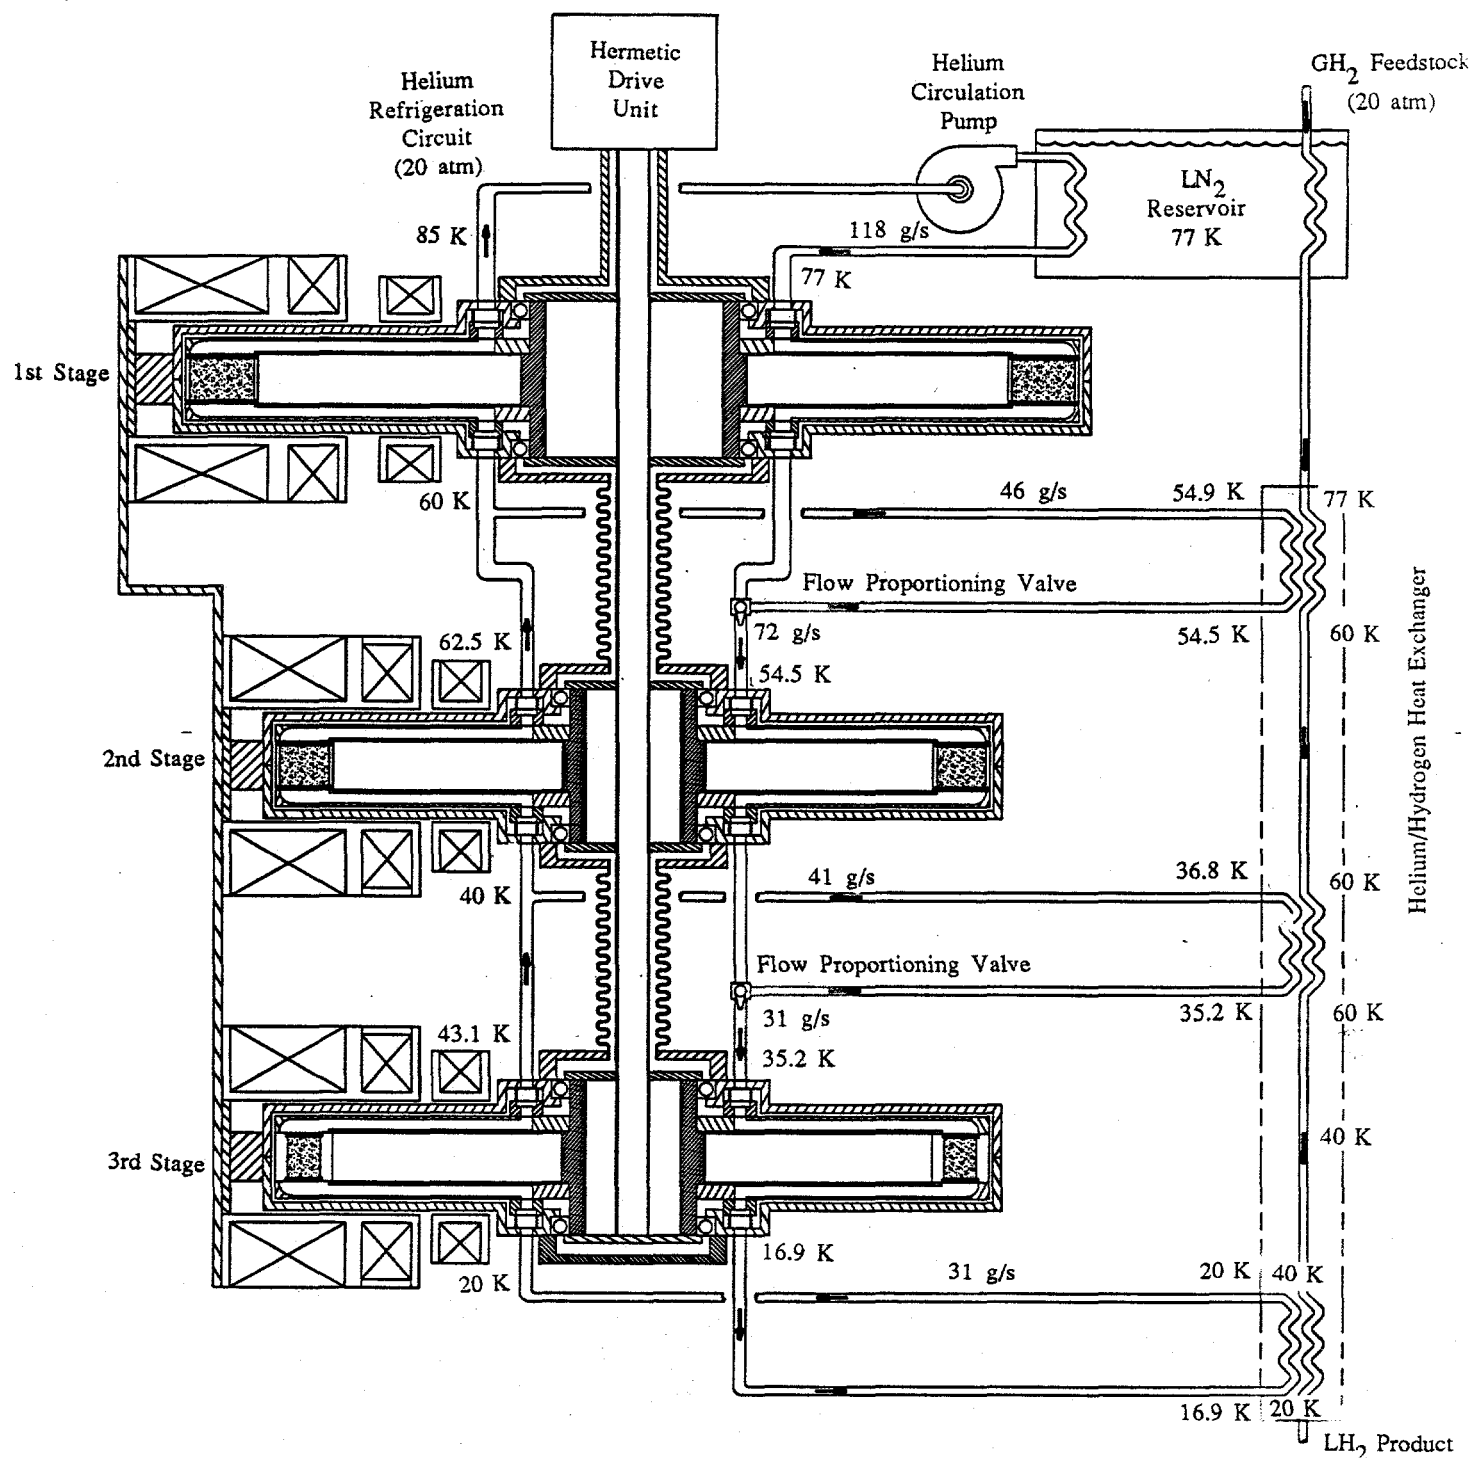 Hermetic
Drive
Unit
Helium
Refrigeration
Circuit
(20 atm)
Helium
Circulation
Pump
GH2 Feedstock
(20 atm)
LN2
Reservoir
77 K
85 K
118 g/s
77 K
1st Stage
60 K
46 g/s
54.9 K
77 K
Flow Proportioning Valve
72 g/s
54.5 K
60 K
62.5 K
54.5 K
Helium/Hydrogen Heat Exchanger
2nd Stage
40 K
41 g/s
36.8 K
60 K
Flow Proportioning Valve
31 g/s
35.2 K
60 K
43.1 K
35.2 K
40 K
3rd Stage
16.9 K
20 K
31 g/s
20 K
40 K
16.9 K
20 K
LH2 Product